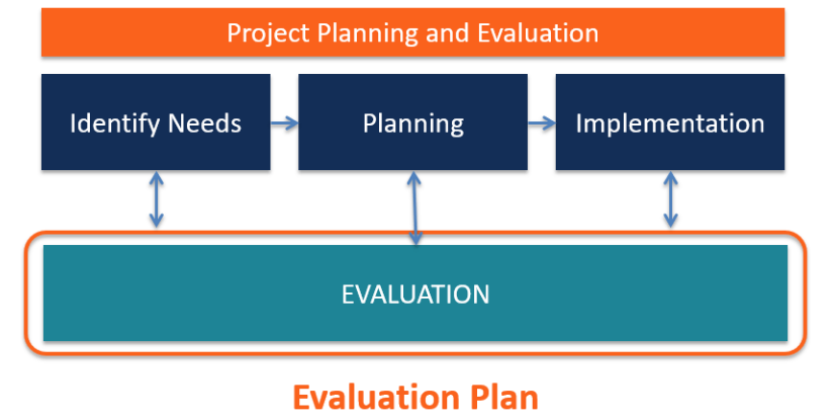 Project Planning and Evaluation
Identify Needs
Planning
Implementation
EVALUATION
Evaluation Plan